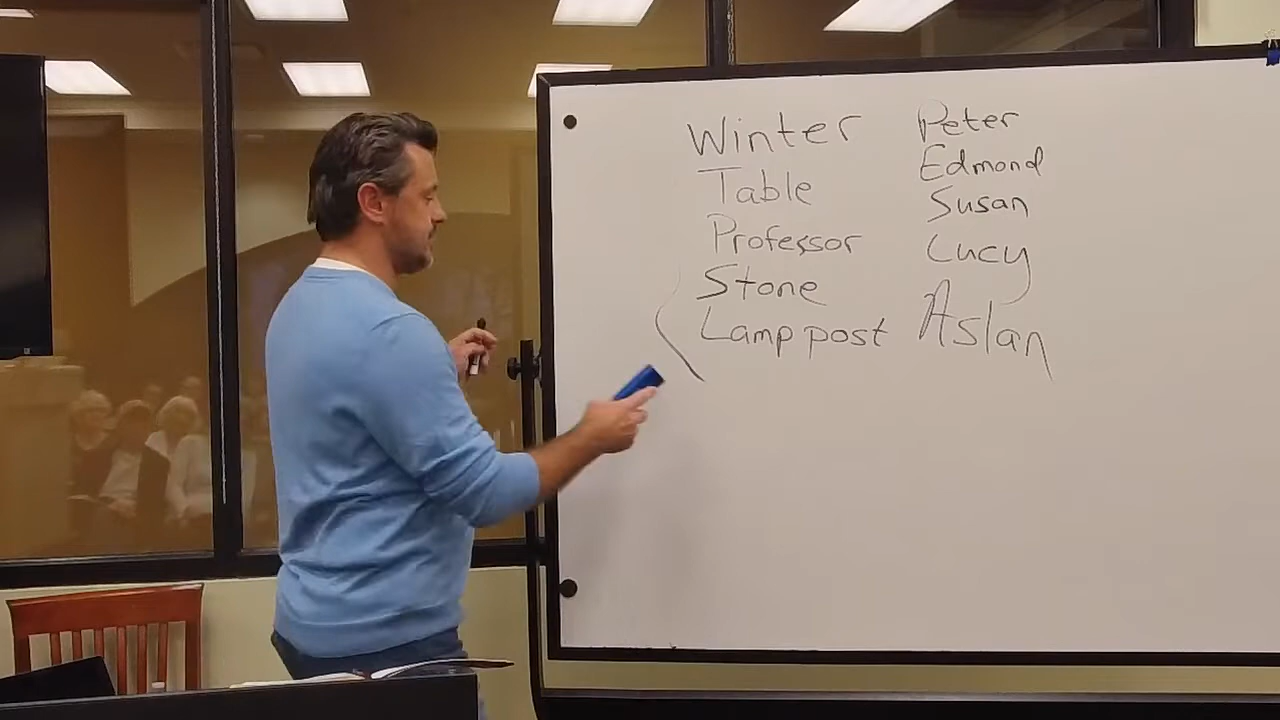 Winter
Table
Professor
Stone
Lamp post
Peter
Edmond
Susan
Lucy
Aslan